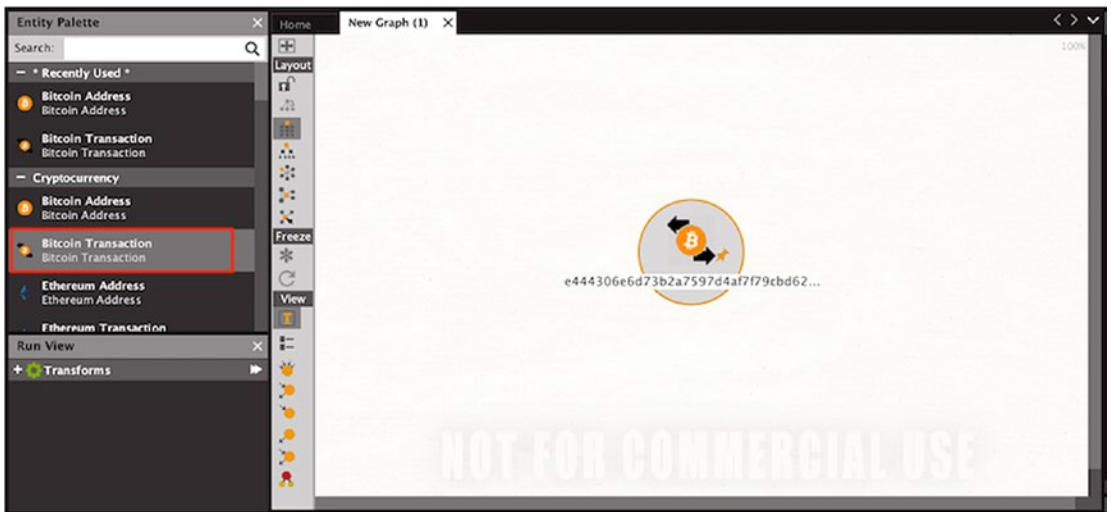 Entity Palette
Search:
* Recently Used *
Bitcoin Address
Bitcoin Address
Bitcoin Transaction
Bitcoin Transaction
Cryptocurrency
Bitcoin Address
Bitcoin Address
Bitcoin Transaction
Bitcoin Transaction
Ethereum Address
Ethereum Address
Ethereum Transaction
Run View
Transforms
Home
New Graph (1)
Layout
Freeze
View
100%
e444306e6d73b2a7597d4af7f79cbd62...
NOT FOR COMMERCIAL USE